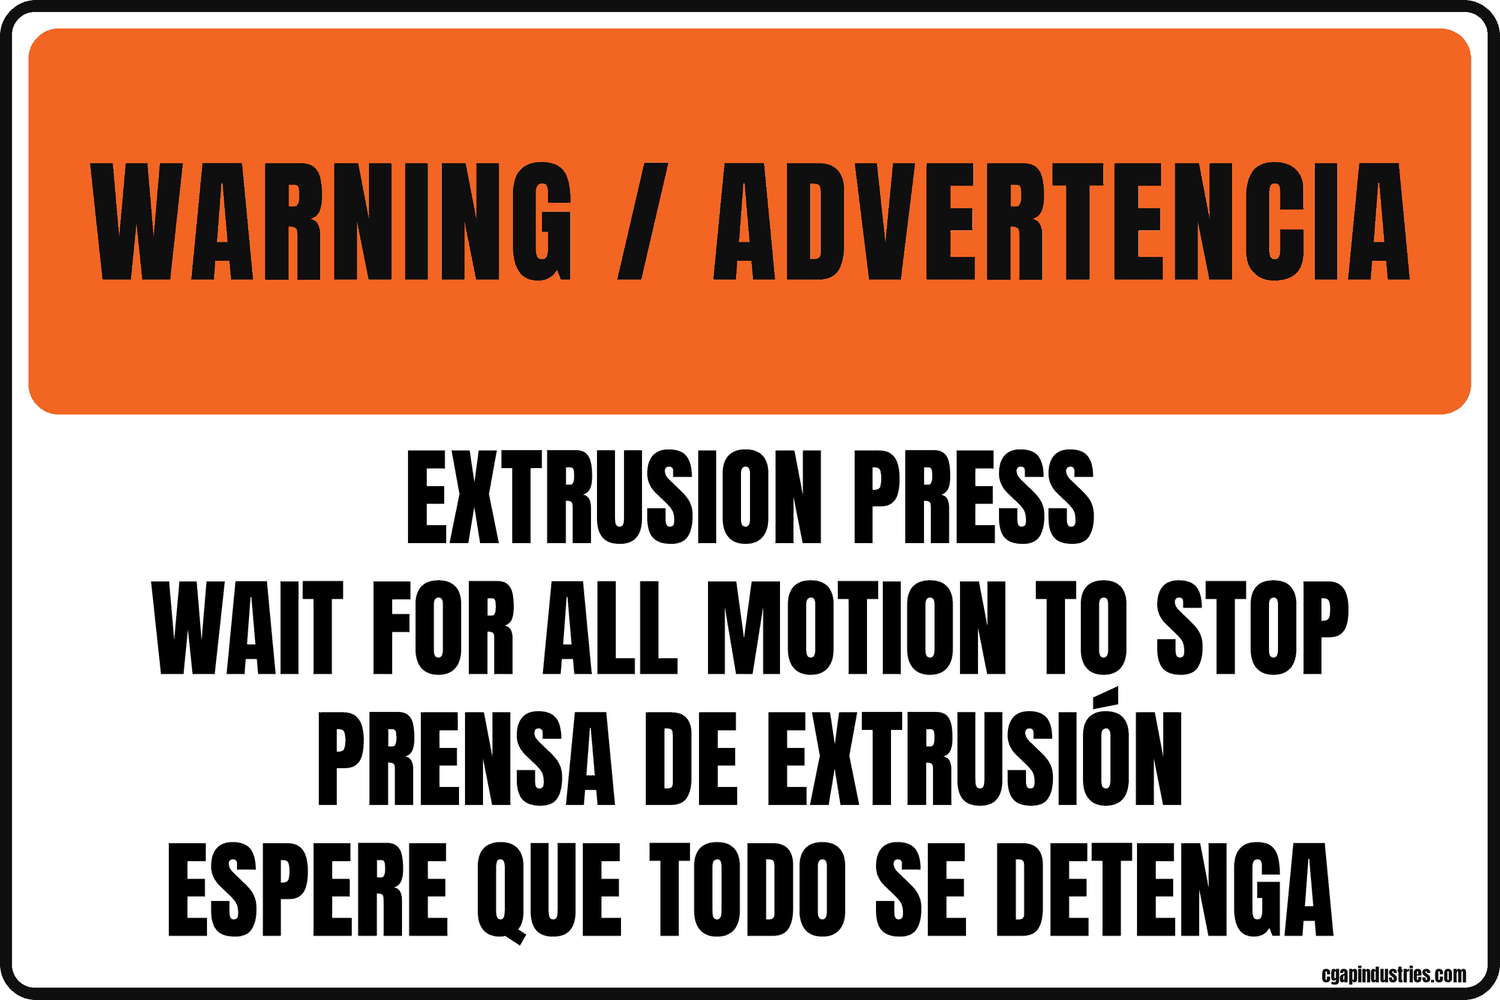 WARNING / ADVERTENCIA
EXTRUSION PRESS
WAIT FOR ALL MOTION TO STOP
PRENSA DE EXTRUSIÓN
ESPERE QUE TODO SE DETENGA
cgapindustries.com